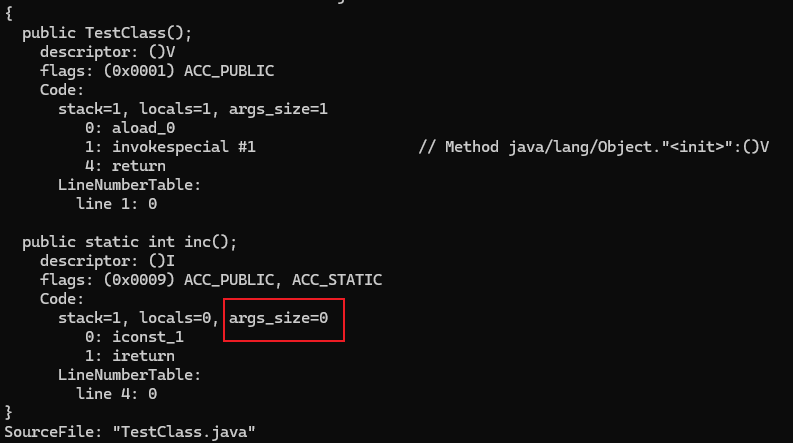 {
  public TestClass();
    descriptor: ()V
    flags: (0x0001) ACC_PUBLIC
    Code:
      stack=1, locals=1, args_size=1
         0: aload_0
         1: invokespecial #1                  // Method java/lang/Object."<init>":()V
         4: return
      LineNumberTable:
        line 1: 0

  public static int inc();
    descriptor: ()I
    flags: (0x0009) ACC_PUBLIC, ACC_STATIC
    Code:
      stack=1, locals=0, args_size=0
         0: iconst_1
         1: ireturn
      LineNumberTable:
        line 4: 0
}
SourceFile: "TestClass.java"